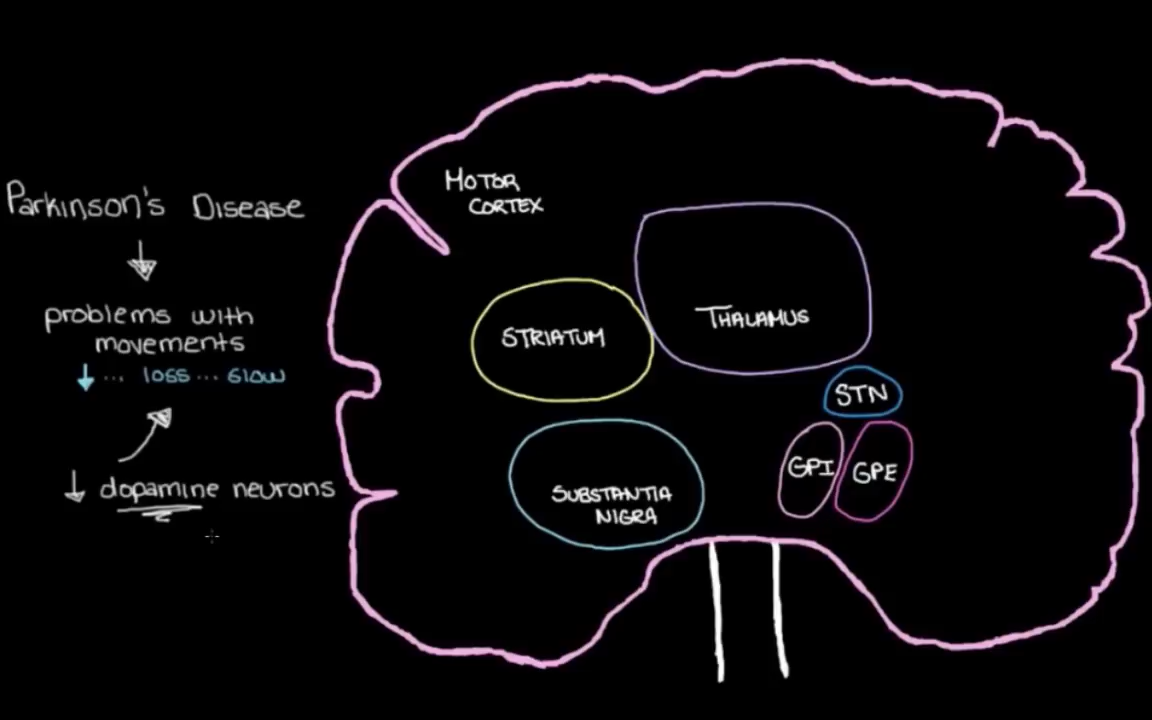 Parkinson's Disease
problems with
movements
↓ ... loss ... slow
↓ dopamine neurons
MOTOR
CORTEX
THALAMUS
STRIATUM
STN
GPI
GPE
SUBSTANTIA
NIGRA